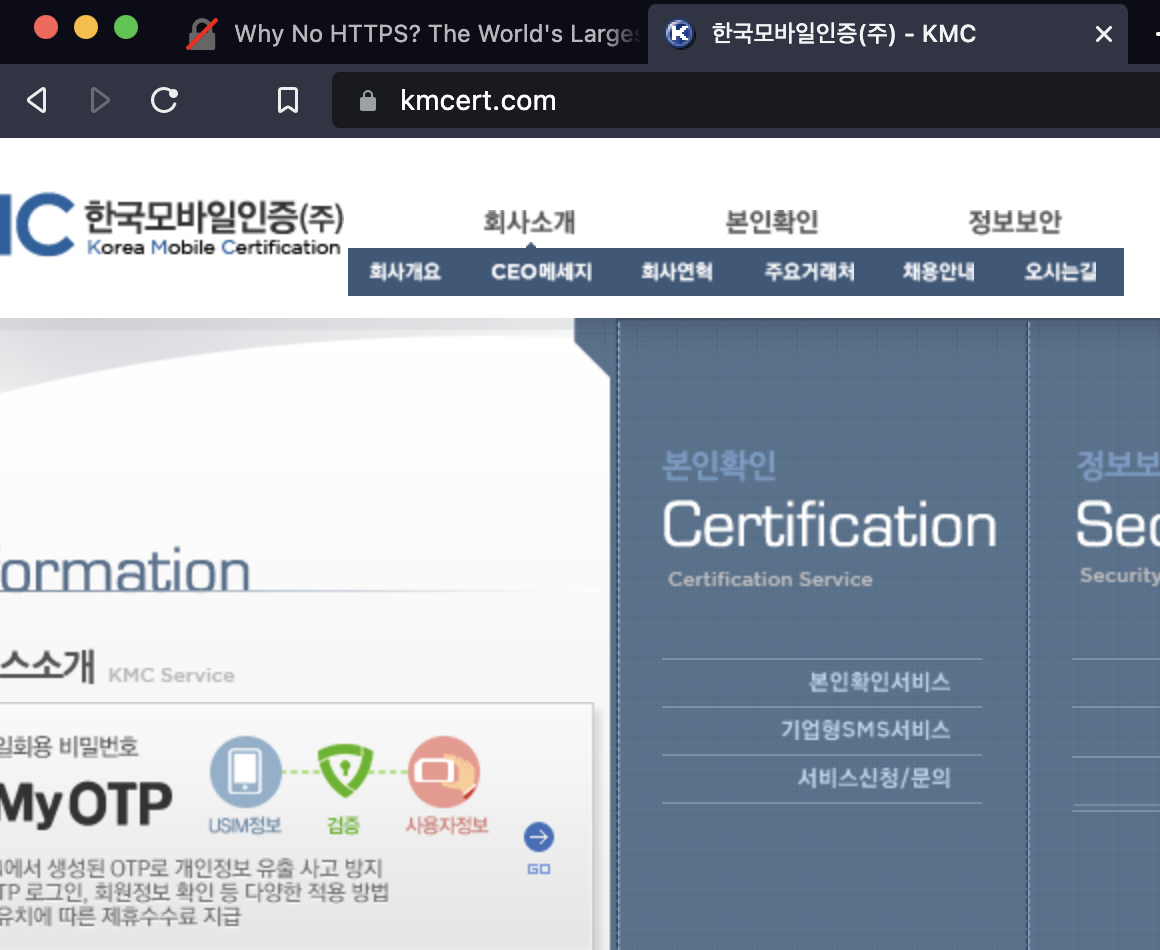 Why No HTTPS? The World's Large
한국모바일인증(주) - KMC
kmcert.com
C 한국모바일인증(주)
Korea Mobile Certification
회사소개 본인확인 정보보안
회사개요 CEO메세지 회사연혁 주요거래처 채용안내 오시는길
본인확인 정보보
Certification Sec
Certification Service Security
ormation
스소개 KMC Service
본인확인서비스
기업형SMS서비스
서비스신청/문의
일회용 비밀번호
My OTP
USIM정보 검증 사용자정보
GO
에서 생성된 OTP로 개인정보 유출 사고 방지
TP 로그인, 회원정보 확인 등 다양한 적용 방법
유치에 따른 제휴수수료 지급